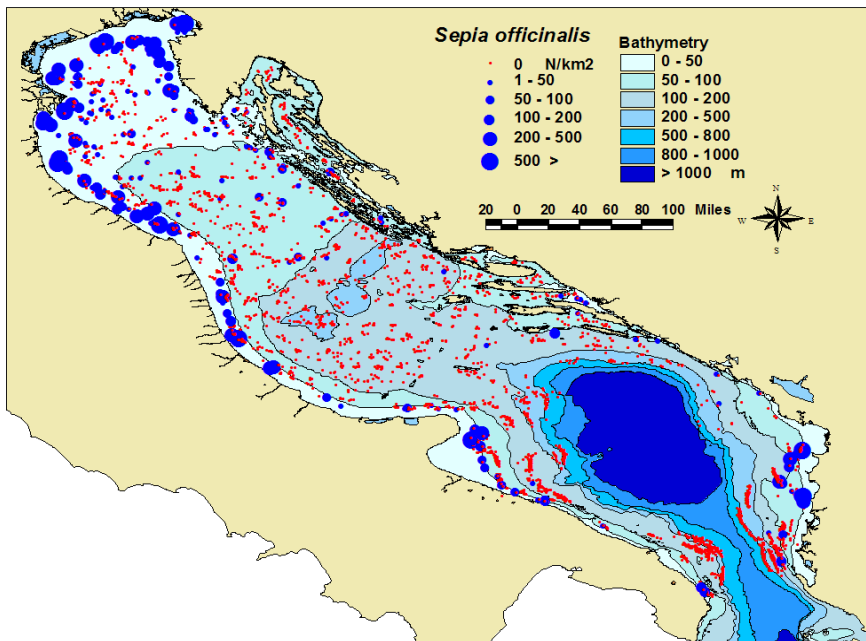 Sepia officinalis
0 N/km2
1 - 50
50 - 100
100 - 200
200 - 500
500 >
Bathymetry
0 - 50
50 - 100
100 - 200
200 - 500
500 - 800
800 - 1000
> 1000 m
20 0 20 40 60 80 100 Miles
N
W E
S